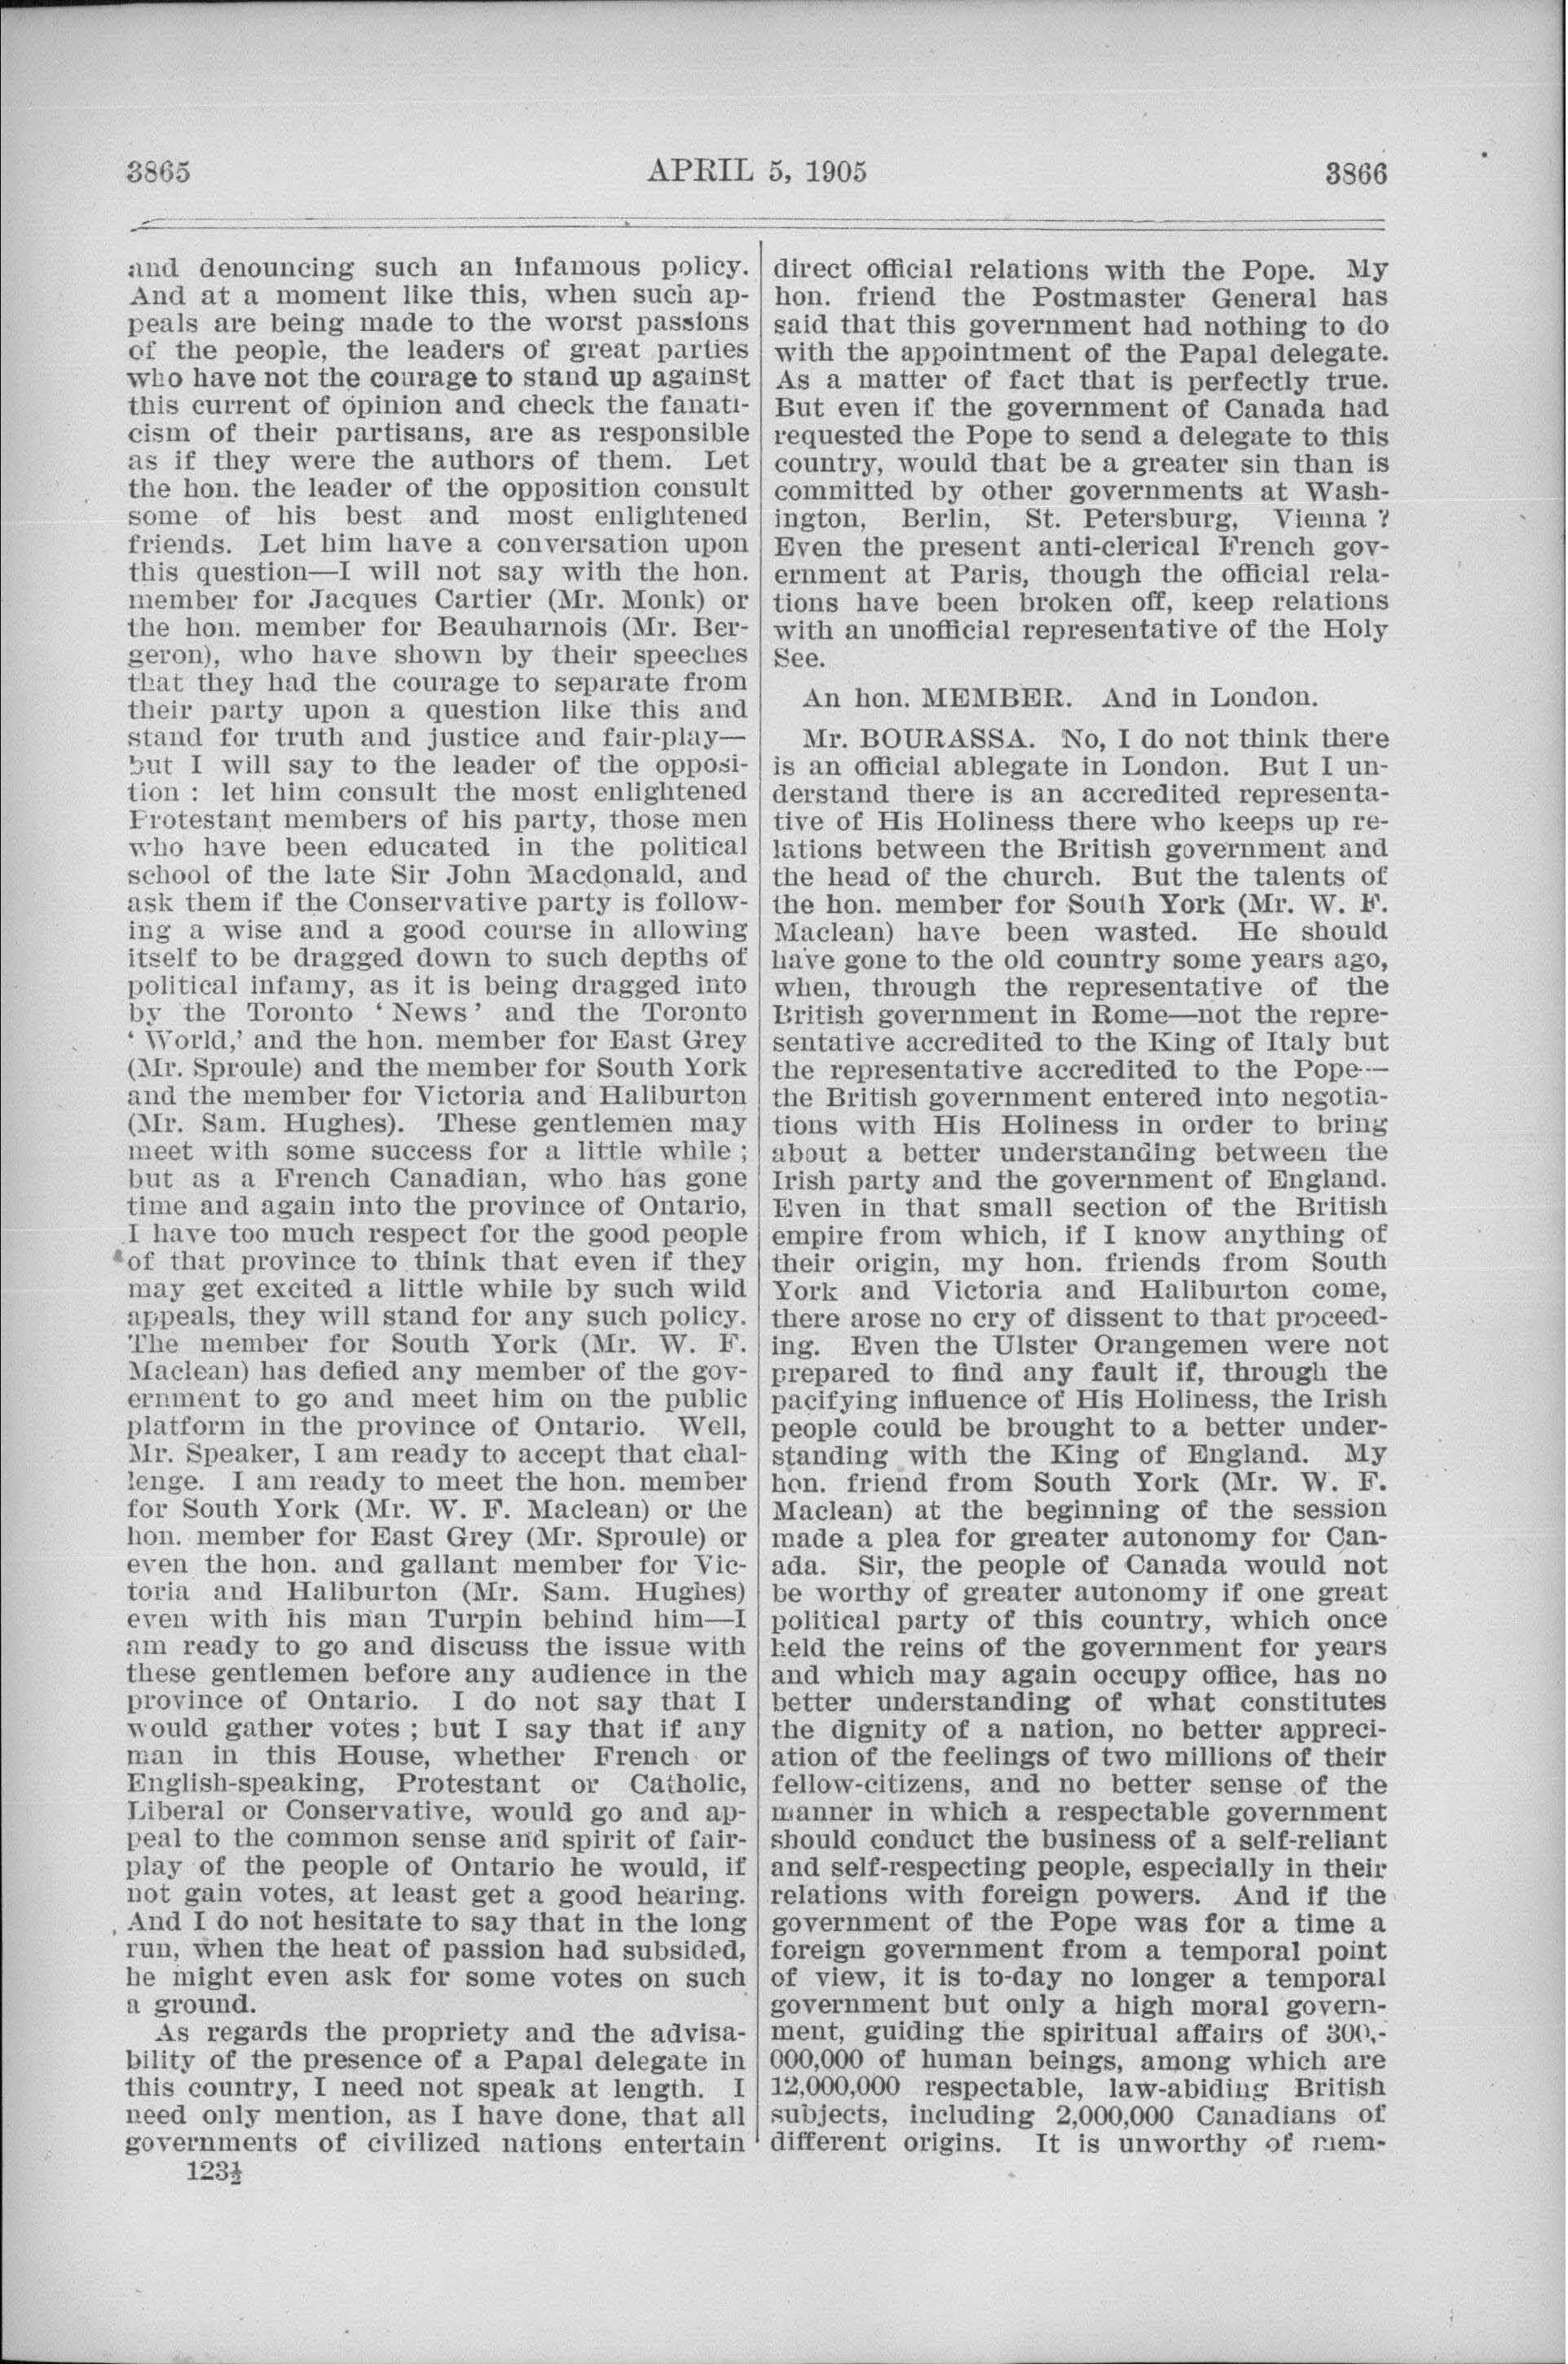 3865
APRIL 5, 1905
3866
and denouncing such an infamous policy.
And at a moment like this, when such ap-
peals are being made to the worst passions
of the people, the leaders of great parties
who have not the courage to stand up against
this current of opinion and check the fanati-
cism of their partisans, are as responsible
as if they were the authors of them. Let
the hon. the leader of the opposition consult
some of his best and most enlightened
friends. Let him have a conversation upon
this question—I will not say with the hon.
member for Jacques Cartier (Mr. Monk) or
the hon. member for Beauharnois (Mr. Ber-
geron), who have shown by their speeches
that they had the courage to separate from
their party upon a question like this and
stand for truth and justice and fair-play—
but I will say to the leader of the opposi-
tion : let him consult the most enlightened
Protestant members of his party, those men
who have been educated in the political
school of the late Sir John Macdonald, and
ask them if the Conservative party is follow-
ing a wise and a good course in allowing
itself to be dragged down to such depths of
political infamy, as it is being dragged into
by the Toronto ‘ News ’ and the Toronto
‘ World,’ and the hon. member for East Grey
(Mr. Sproule) and the member for South York
and the member for Victoria and Haliburton
(Mr. Sam. Hughes). These gentlemen may
meet with some success for a little while ;
but as a French Canadian, who has gone
time and again into the province of Ontario,
I have too much respect for the good people
of that province to think that even if they
may get excited a little while by such wild
appeals, they will stand for any such policy.
The member for South York (Mr. W. F.
Maclean) has defied any member of the gov-
ernment to go and meet him on the public
platform in the province of Ontario. Well,
Mr. Speaker, I am ready to accept that chal-
lenge. I am ready to meet the hon. member
for South York (Mr. W. F. Maclean) or the
hon. member for East Grey (Mr. Sproule) or
even the hon. and gallant member for Vic-
toria and Haliburton (Mr. Sam. Hughes)
even with his man Turpin behind him—I
am ready to go and discuss the issue with
these gentlemen before any audience in the
province of Ontario. I do not say that I
would gather votes ; but I say that if any
man in this House, whether French or
English-speaking, Protestant or Catholic,
Liberal or Conservative, would go and ap-
peal to the common sense and spirit of fair-
play of the people of Ontario he would, if
not gain votes, at least get a good hearing.
And I do not hesitate to say that in the long
run, when the heat of passion had subsided,
he might even ask for some votes on such
a ground.
As regards the propriety and the advisa-
bility of the presence of a Papal delegate in
this country, I need not speak at length. I
need only mention, as I have done, that all
governments of civilized nations entertain
123½
direct official relations with the Pope. My
hon. friend the Postmaster General has
said that this government had nothing to do
with the appointment of the Papal delegate.
As a matter of fact that is perfectly true.
But even if the government of Canada had
requested the Pope to send a delegate to this
country, would that be a greater sin than is
committed by other governments at Wash-
ington, Berlin, St. Petersburg, Vienna ?
Even the present anti-clerical French gov-
ernment at Paris, though the official rela-
tions have been broken off, keep relations
with an unofficial representative of the Holy
See.
An hon. MEMBER. And in London.
Mr. BOURASSA. No, I do not think there
is an official ablegate in London. But I un-
derstand there is an accredited representa-
tive of His Holiness there who keeps up re-
lations between the British government and
the head of the church. But the talents of
the hon. member for South York (Mr. W. F.
Maclean) have been wasted. He should
have gone to the old country some years ago,
when, through the representative of the
British government in Rome—not the repre-
sentative accredited to the King of Italy but
the representative accredited to the Pope—
the British government entered into negotia-
tions with His Holiness in order to bring
about a better understanding between the
Irish party and the government of England.
Even in that small section of the British
empire from which, if I know anything of
their origin, my hon. friends from South
York and Victoria and Haliburton come,
there arose no cry of dissent to that proceed-
ing. Even the Ulster Orangemen were not
prepared to find any fault if, through the
pacifying influence of His Holiness, the Irish
people could be brought to a better under-
standing with the King of England. My
hon. friend from South York (Mr. W. F.
Maclean) at the beginning of the session
made a plea for greater autonomy for Can-
ada. Sir, the people of Canada would not
be worthy of greater autonomy if one great
political party of this country, which once
held the reins of the government for years
and which may again occupy office, has no
better understanding of what constitutes
the dignity of a nation, no better appreci-
ation of the feelings of two millions of their
fellow-citizens, and no better sense of the
manner in which a respectable government
should conduct the business of a self-reliant
and self-respecting people, especially in their
relations with foreign powers. And if the
government of the Pope was for a time a
foreign government from a temporal point
of view, it is to-day no longer a temporal
government but only a high moral govern-
ment, guiding the spiritual affairs of 300,-
000,000 of human beings, among which are
12,000,000 respectable, law-abiding British
subjects, including 2,000,000 Canadians of
different origins. It is unworthy of mem-